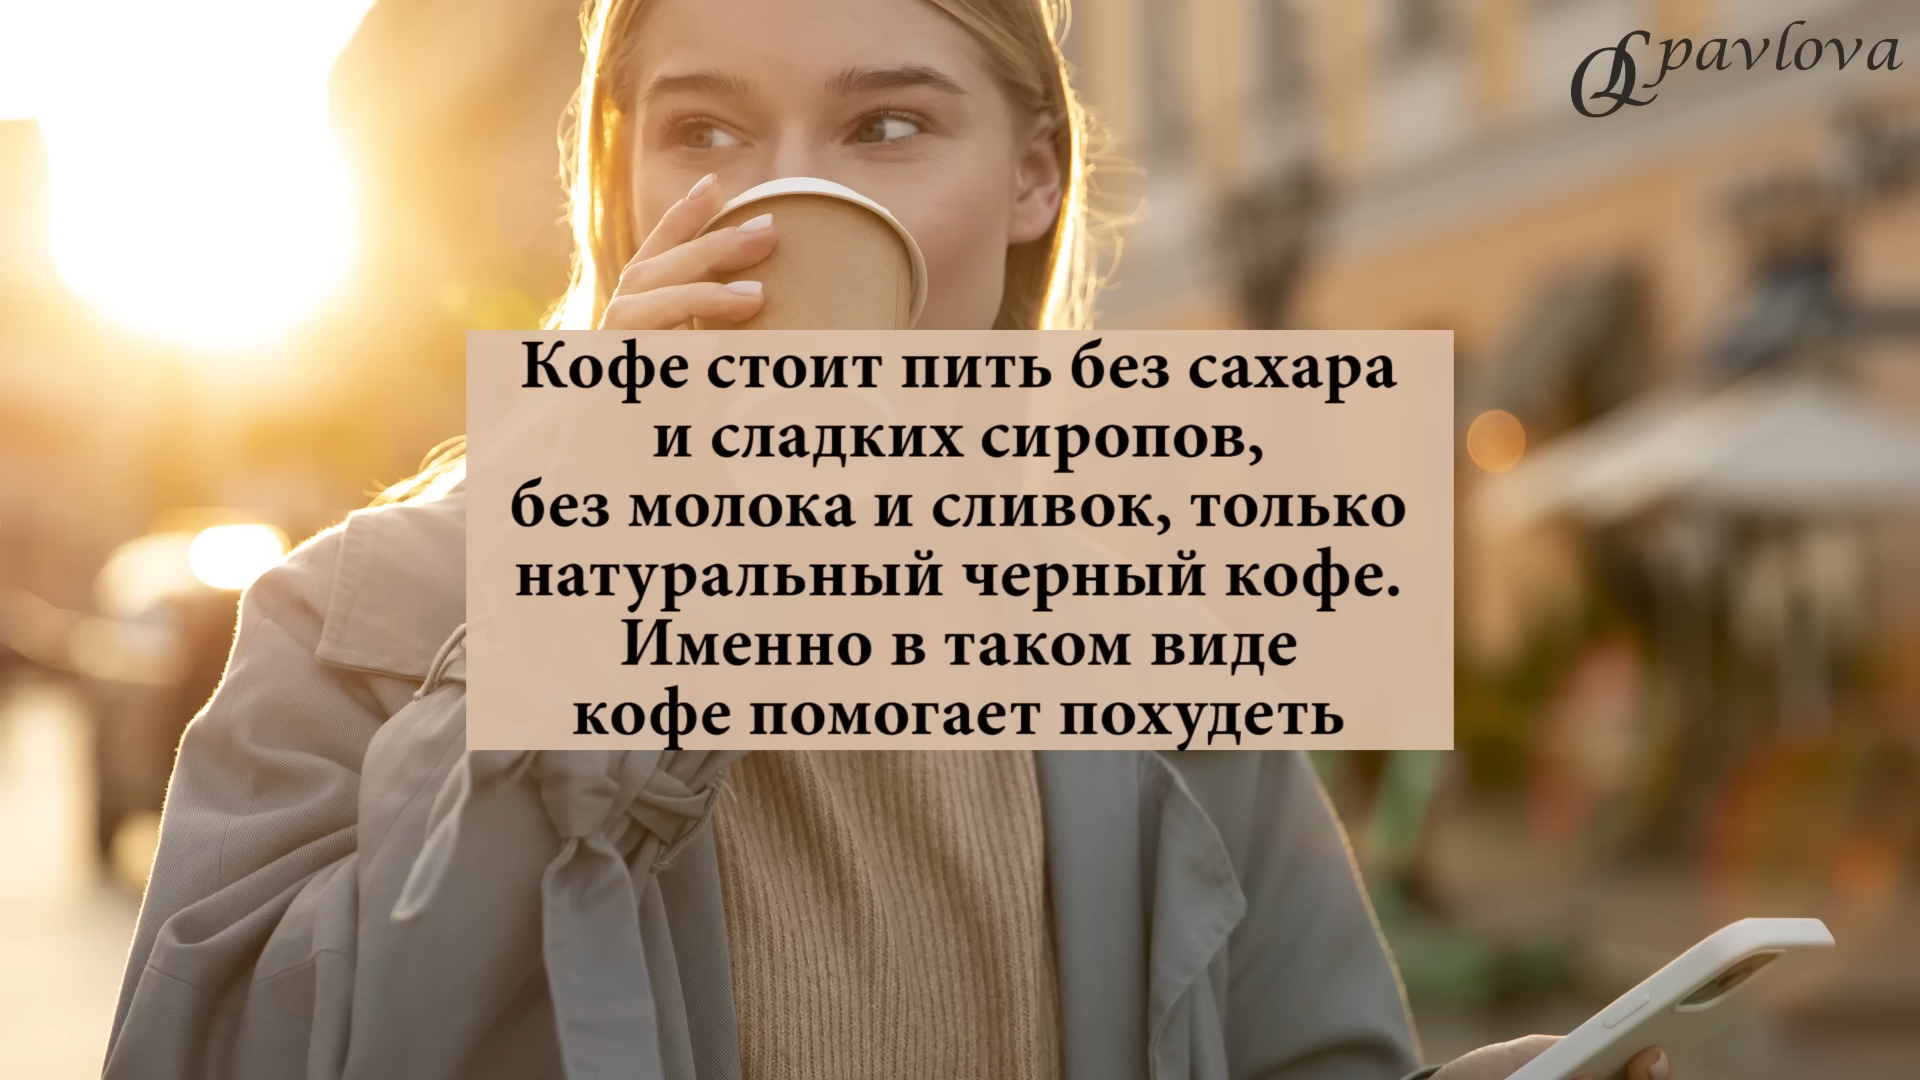 OLpavlova
Кофе стоит пить без сахара
и сладких сиропов,
без молока и сливок, только
натуральный черный кофе.
Именно в таком виде
кофе помогает похудеть